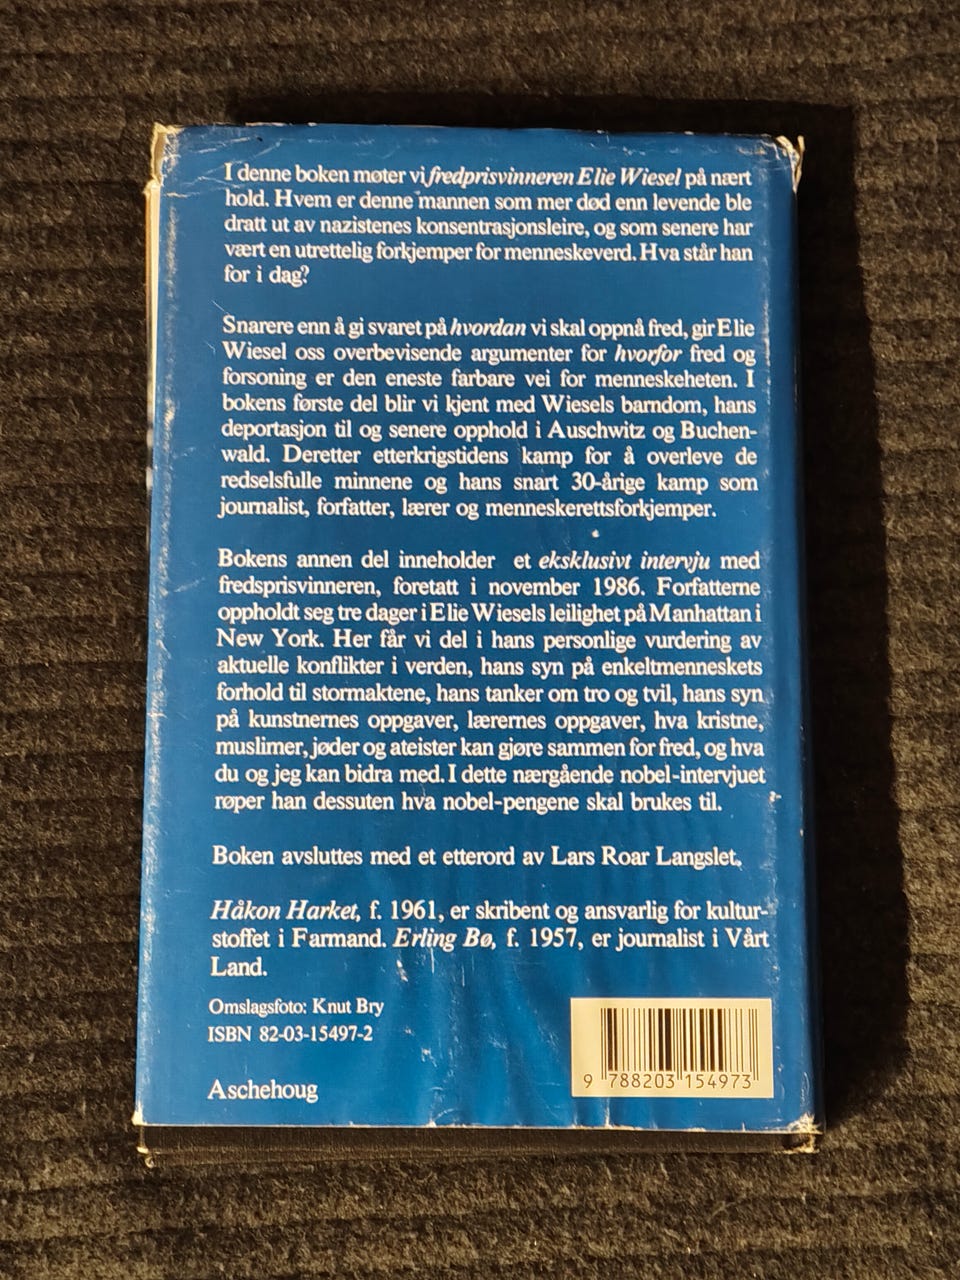 I denne boken møter vi fredprisvinneren Elie Wiesel på nært
hold. Hvem er denne mannen som mer død enn levende ble
dratt ut av nazistenes konsentrasjonsleire, og som senere har
vært en utrettelig forkjemper for menneskeverd. Hva står han
for i dag?
Snarere enn å gi svaret på hvordan vi skal oppnå fred, gir Elie
Wiesel oss overbevisende argumenter for hvorfor fred og
forsoning er den eneste farbare vei for menneskeheten. I
bokens første del blir vi kjent med Wiesels barndom, hans
deportasjon til og senere opphold i Auschwitz og Buchen-
wald. Deretter etterkrigstidens kamp for å overleve de
redselsfulle minnene og hans snart 30-årige kamp som
journalist, forfatter, lærer og menneskerettsforkjemper.
Bokens annen del inneholder et eksklusivt intervju med
fredsprisvinneren, foretatt i november 1986. Forfatterne
oppholdt seg tre dager i Elie Wiesels leilighet på Manhattan i
New York. Her får vi del i hans personlige vurdering av
aktuelle konflikter i verden, hans syn på enkeltmenneskets
forhold til stormaktene, hans tanker om tro og tvil, hans syn
på kunstnernes oppgaver, lærernes oppgaver, hva kristne,
muslimer, jøder og ateister kan gjøre sammen for fred, og hva
du og jeg kan bidra med. I dette nærgående nobel-intervjuet
røper han dessuten hva nobel-pengene skal brukes til.
Boken avsluttes med et etterord av Lars Roar Langslet.
Håkon Harket, f. 1961, er skribent og ansvarlig for kultur-
stoffet i Farmand. Erling Bø, f. 1957, er journalist i Vårt
Land.
Omslagsfoto: Knut Bry
ISBN 82-03-15497-2
Aschehoug
9 788203 154973